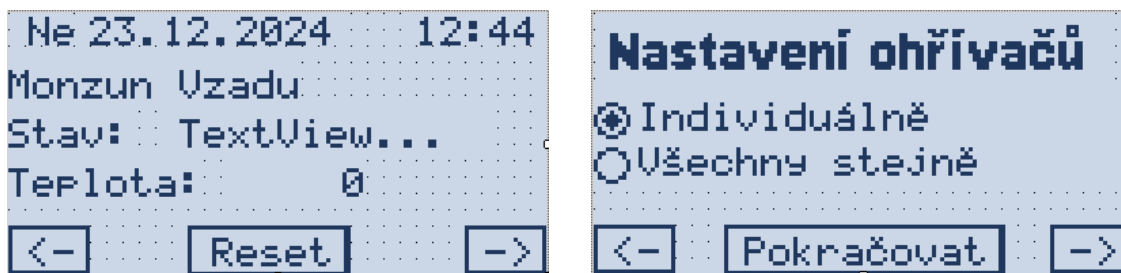 Ne 23.12.2024 12:44
Monzun Vzadu
Stav: TextView...
Teplota: 0
<- Reset ->
Nastavení ohřívačů
Individuálně
Všechny stejně
<- Pokračovat ->